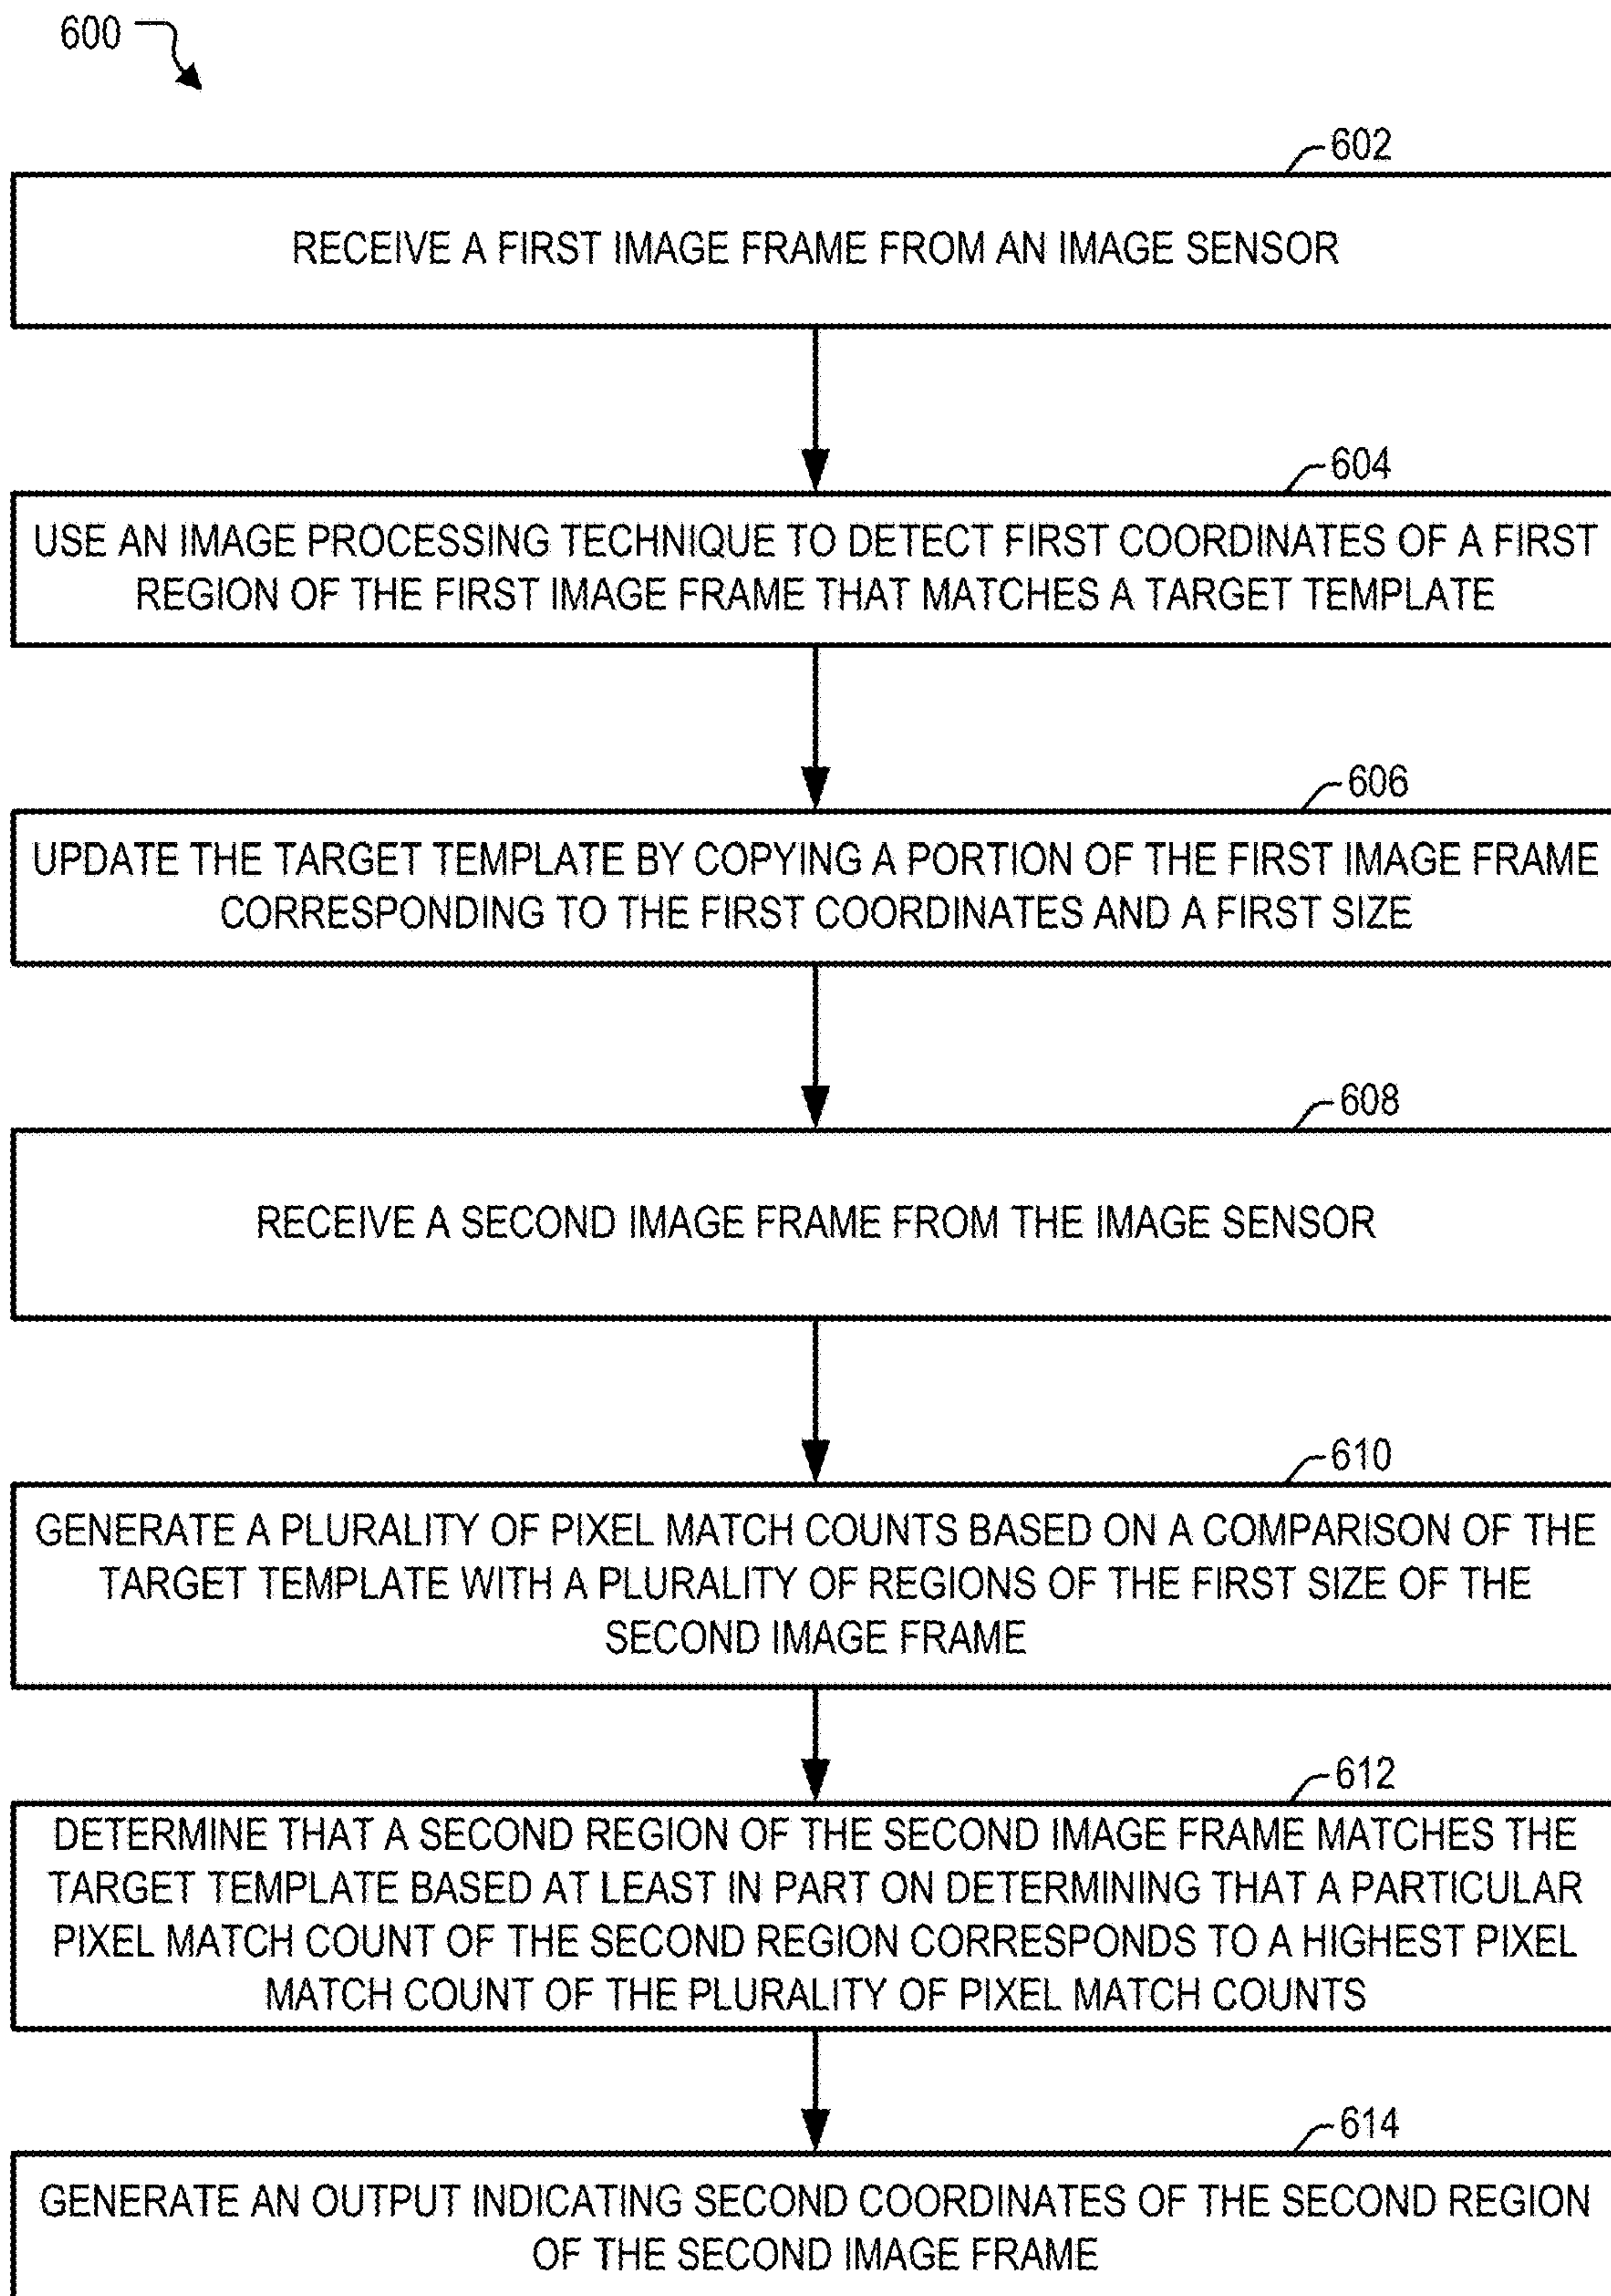 600
602
RECEIVE A FIRST IMAGE FRAME FROM AN IMAGE SENSOR
604
USE AN IMAGE PROCESSING TECHNIQUE TO DETECT FIRST COORDINATES OF A FIRST
REGION OF THE FIRST IMAGE FRAME THAT MATCHES A TARGET TEMPLATE
606
UPDATE THE TARGET TEMPLATE BY COPYING A PORTION OF THE FIRST IMAGE FRAME
CORRESPONDING TO THE FIRST COORDINATES AND A FIRST SIZE
608
RECEIVE A SECOND IMAGE FRAME FROM THE IMAGE SENSOR
610
GENERATE A PLURALITY OF PIXEL MATCH COUNTS BASED ON A COMPARISON OF THE
TARGET TEMPLATE WITH A PLURALITY OF REGIONS OF THE FIRST SIZE OF THE
SECOND IMAGE FRAME
612
DETERMINE THAT A SECOND REGION OF THE SECOND IMAGE FRAME MATCHES THE
TARGET TEMPLATE BASED AT LEAST IN PART ON DETERMINING THAT A PARTICULAR
PIXEL MATCH COUNT OF THE SECOND REGION CORRESPONDS TO A HIGHEST PIXEL
MATCH COUNT OF THE PLURALITY OF PIXEL MATCH COUNTS
614
GENERATE AN OUTPUT INDICATING SECOND COORDINATES OF THE SECOND REGION
OF THE SECOND IMAGE FRAME